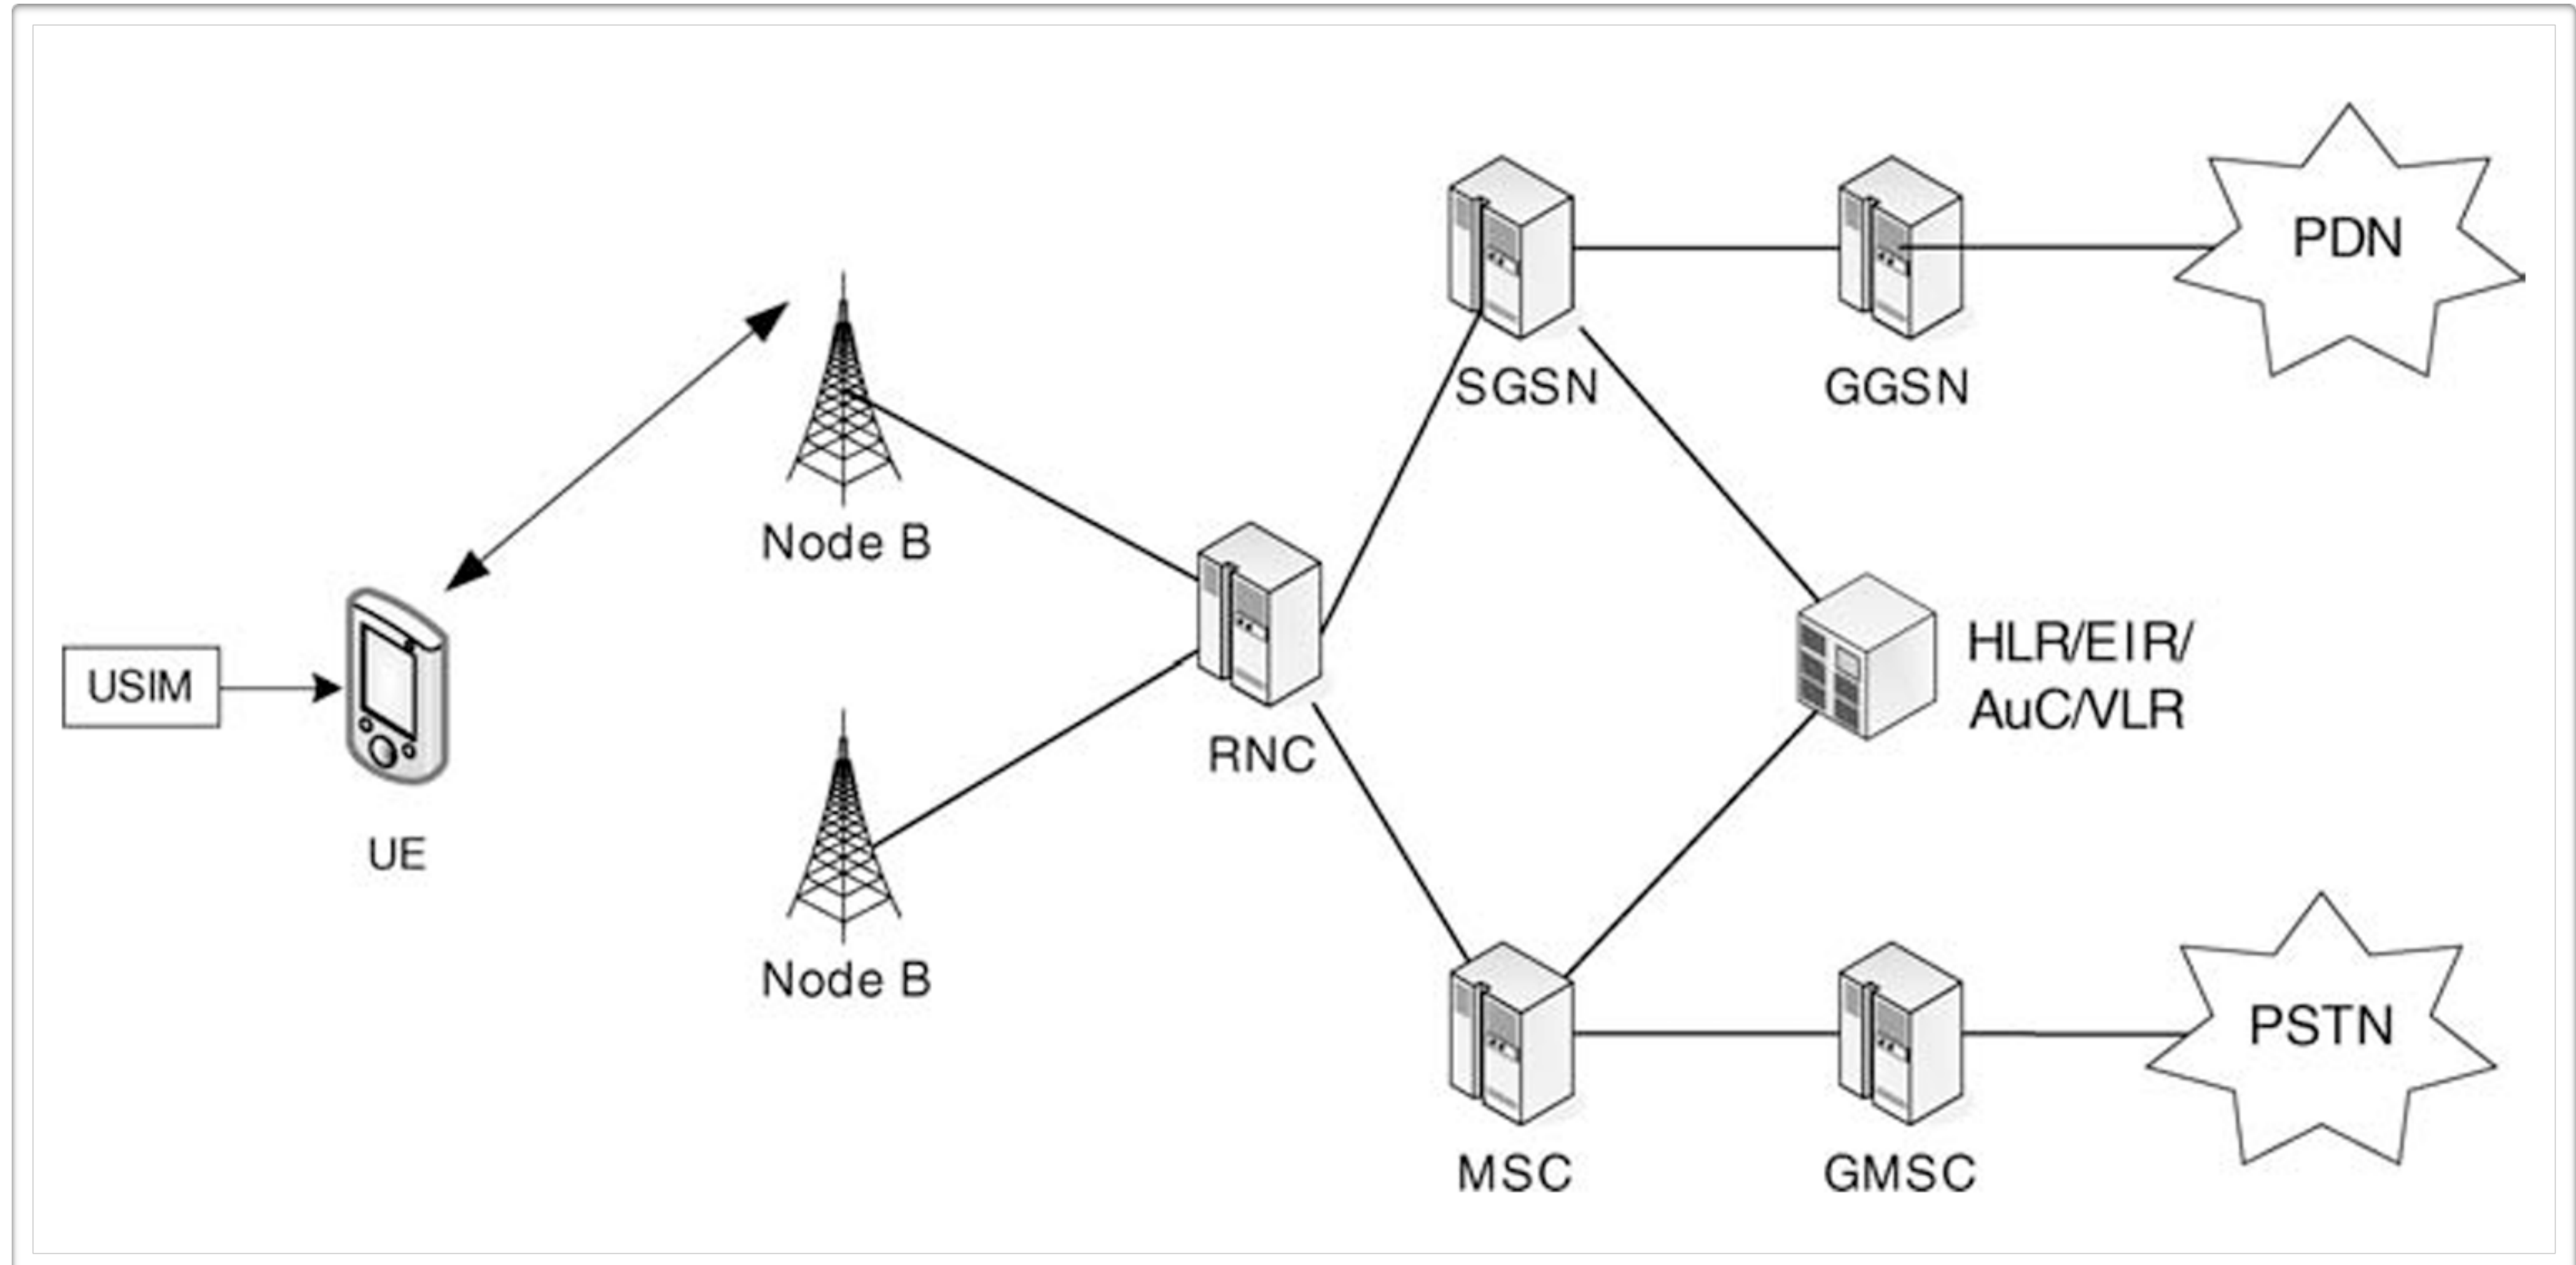 PDN
SGSN
GGSN
Node B
USIM
UE
RNC
HLR/EIR/
AuC/VLR
Node B
PSTN
MSC
GMSC